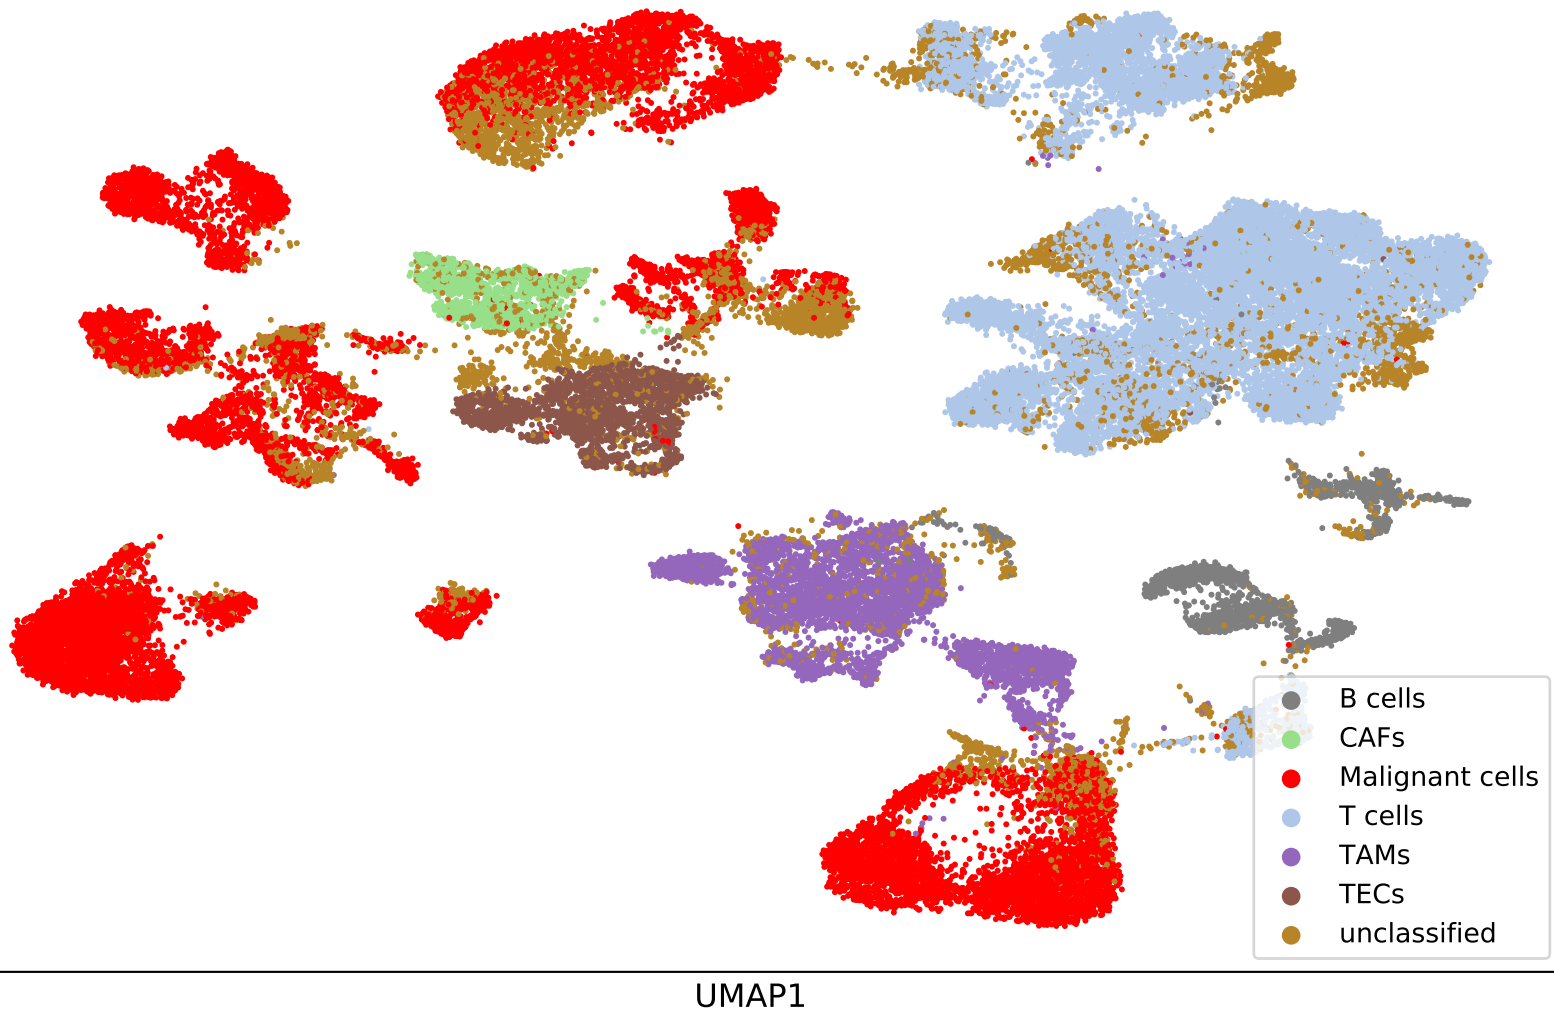 B cells
CAFs
Malignant cells
T cells
TAMs
TECs
unclassified
UMAP1